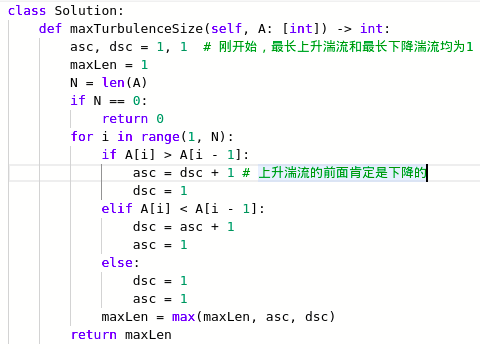 class Solution:
    def maxTurbulenceSize(self, A: [int]) -> int:
        asc, dsc = 1, 1  # 刚开始，最长上升湍流和最长下降湍流均为1
        maxLen = 1
        N = len(A)
        if N == 0:
            return 0
        for i in range(1, N):
            if A[i] > A[i - 1]:
                asc = dsc + 1 # 上升湍流的前面肯定是下降的
                dsc = 1
            elif A[i] < A[i - 1]:
                dsc = asc + 1
                asc = 1
            else:
                dsc = 1
                asc = 1
            maxLen = max(maxLen, asc, dsc)
        return maxLen